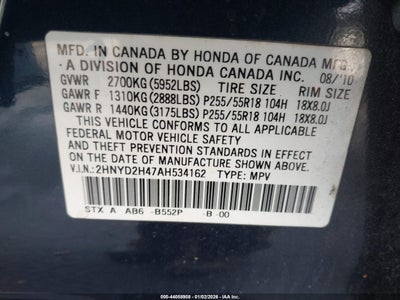 MFD. IN CANADA BY HONDA OF CANADA MFG.,
A DIVISION OF HONDA CANADA INC. 08/10
GVWR 2700KG (5952LBS) TIRE SIZE RIM SIZE
GAWR F 1310KG (2888LBS) P255/55R18 104H 18X8.0J
GAWR R 1440KG (3175LBS) P255/55R18 104H 18X8.0J
THIS VEHICLE CONFORMS TO ALL APPLICABLE
FEDERAL MOTOR VEHICLE SAFETY STANDARDS
AND THEFT PREVENTION STANDARDS IN EFFECT ON
THE DATE OF MANUFACTURE SHOWN ABOVE.
V.I.N.: 2HNYD2H47AH534162 TYPE: MPV
STX A AB6 -B552P -B -00
000-44058908 - 01/02/2026 - IAA, Inc.